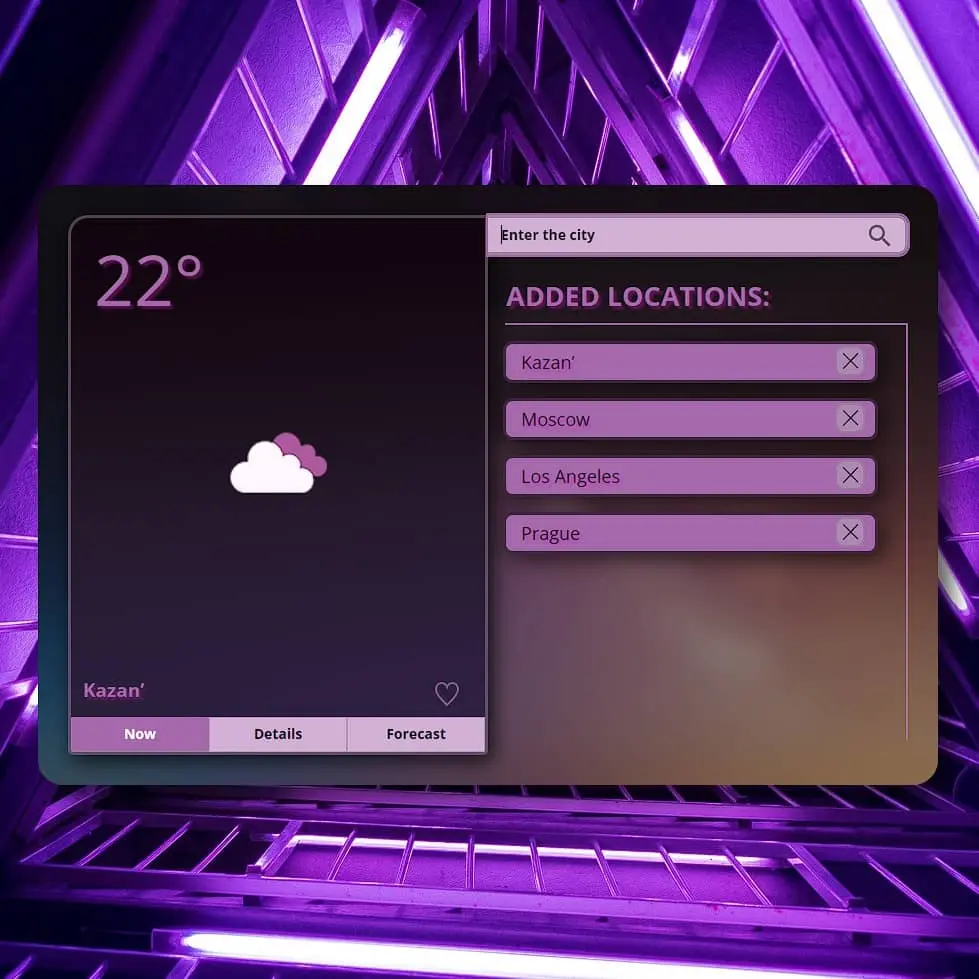 22°
Kazan’
Now
Details
Forecast
Enter the city
ADDED LOCATIONS:
Kazan’
Moscow
Los Angeles
Prague